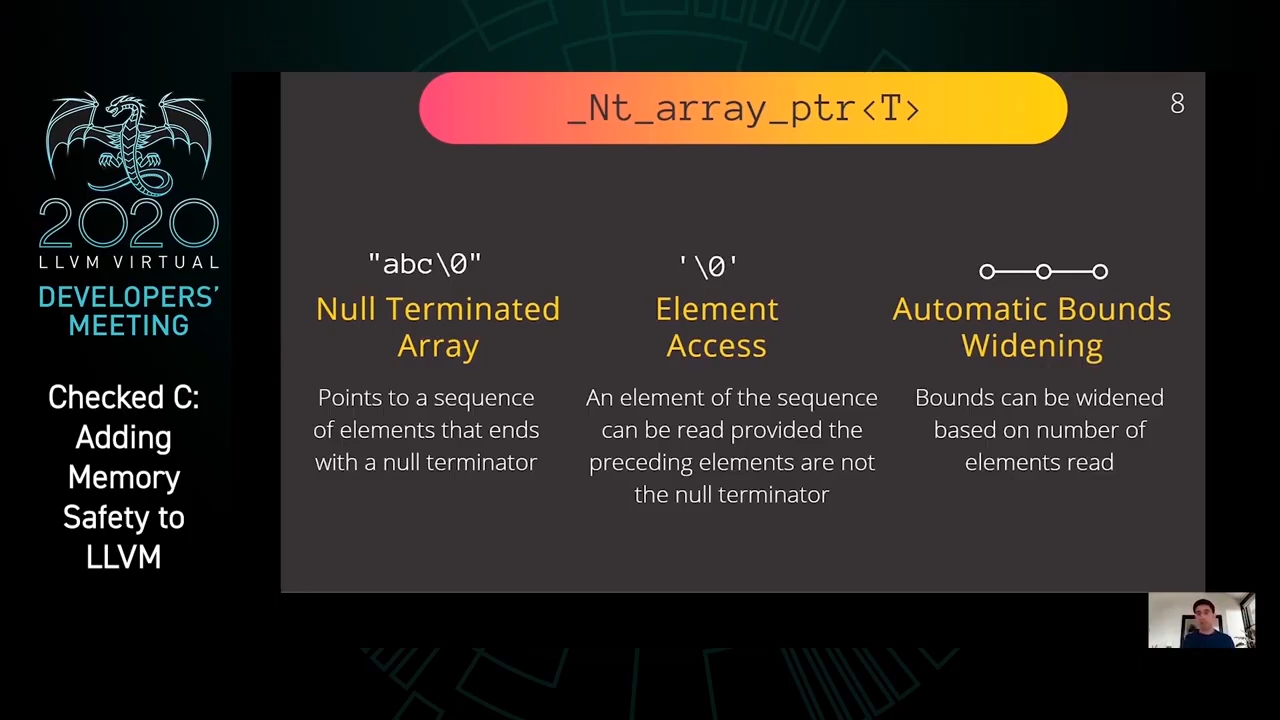 2020
LLVM VIRTUAL
DEVELOPERS'
MEETING
Checked C:
Adding
Memory
Safety to
LLVM
_Nt_array_ptr<T>
8
"abc\0"
Null Terminated
Array
Points to a sequence
of elements that ends
with a null terminator
'\0'
Element
Access
An element of the sequence
can be read provided the
preceding elements are not
the null terminator
Automatic Bounds
Widening
Bounds can be widened
based on number of
elements read